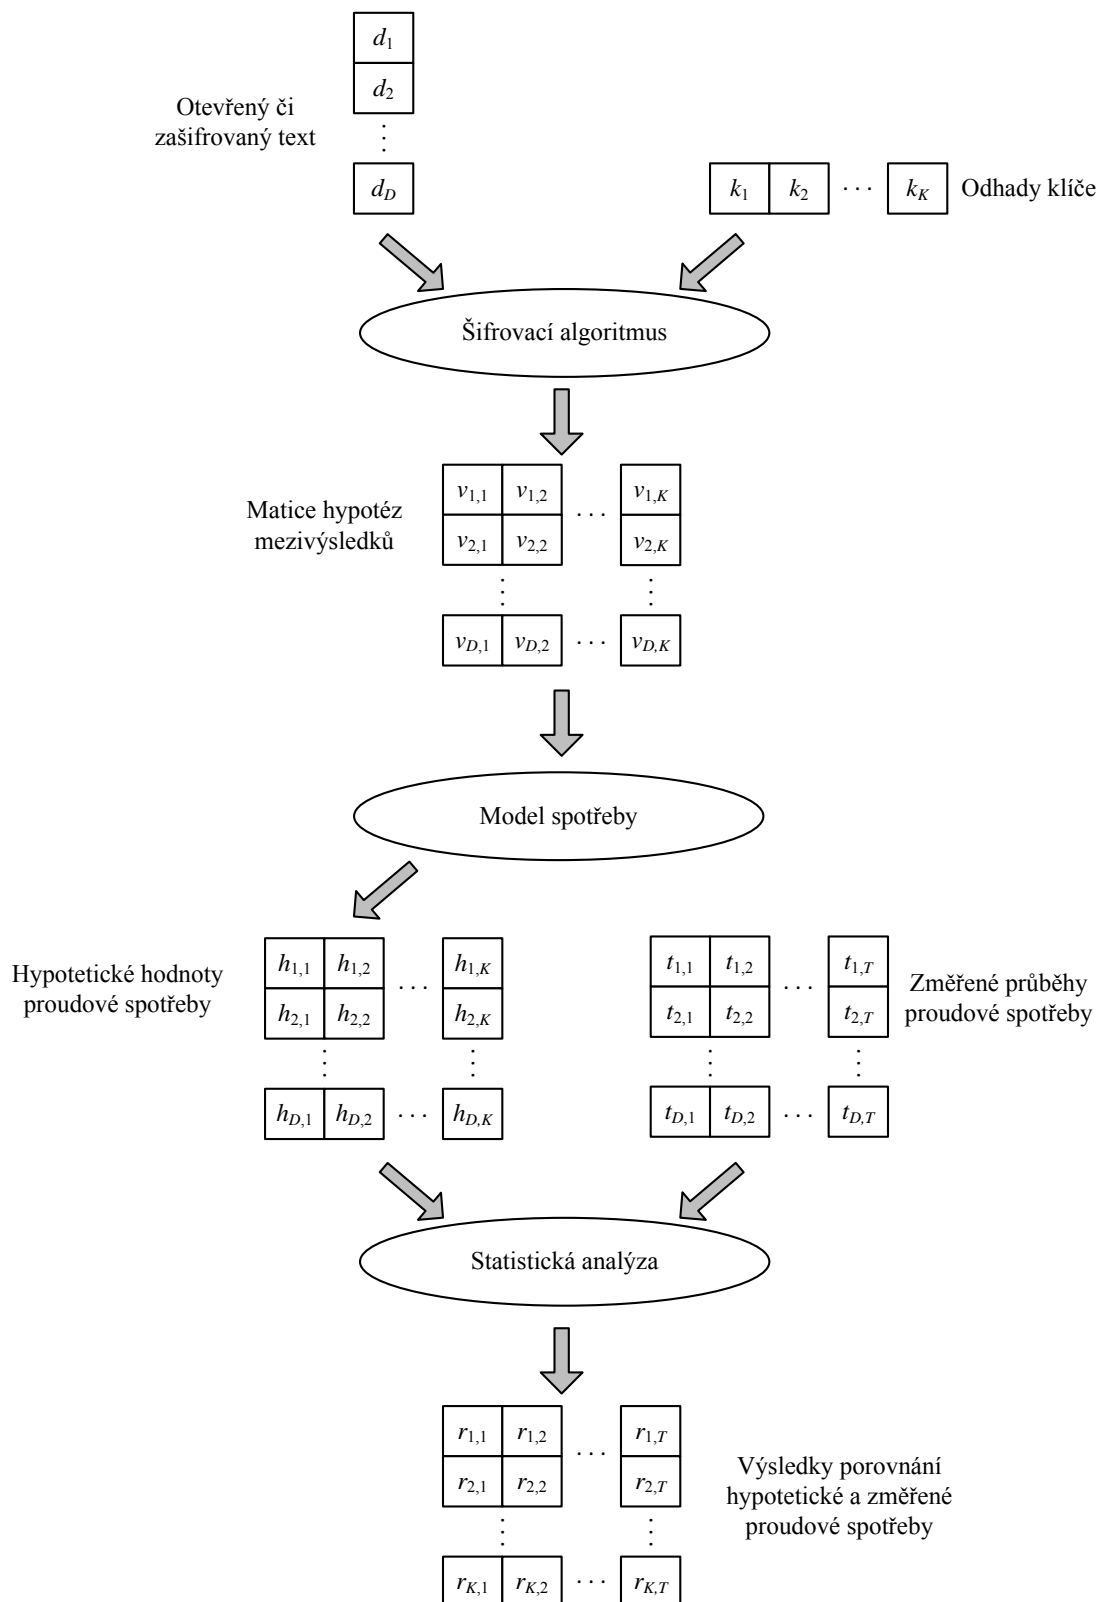 d1
d2
Otevřený či
zašifrovaný text
⋮
dD
k1 k2 ··· kK
Odhady klíče
Šifrovací algoritmus
Matice hypotéz
mezivýsledků
v1,1 v1,2 ··· v1,K
v2,1 v2,2 v2,K
⋮ ⋮
vD,1 vD,2 ··· vD,K
Model spotřeby
Hypotetické hodnoty
proudové spotřeby
h1,1 h1,2 ··· h1,K
h2,1 h2,2 h2,K
⋮ ⋮
hD,1 hD,2 ··· hD,K
t1,1 t1,2 ··· t1,T
t2,1 t2,2 t2,T
⋮ ⋮
tD,1 tD,2 ··· tD,T
Změřené průběhy
proudové spotřeby
Statistická analýza
r1,1 r1,2 ··· r1,T
r2,1 r2,2 r2,T
⋮ ⋮
rK,1 rK,2 ··· rK,T
Výsledky porovnání
hypotetické a změřené
proudové spotřeby